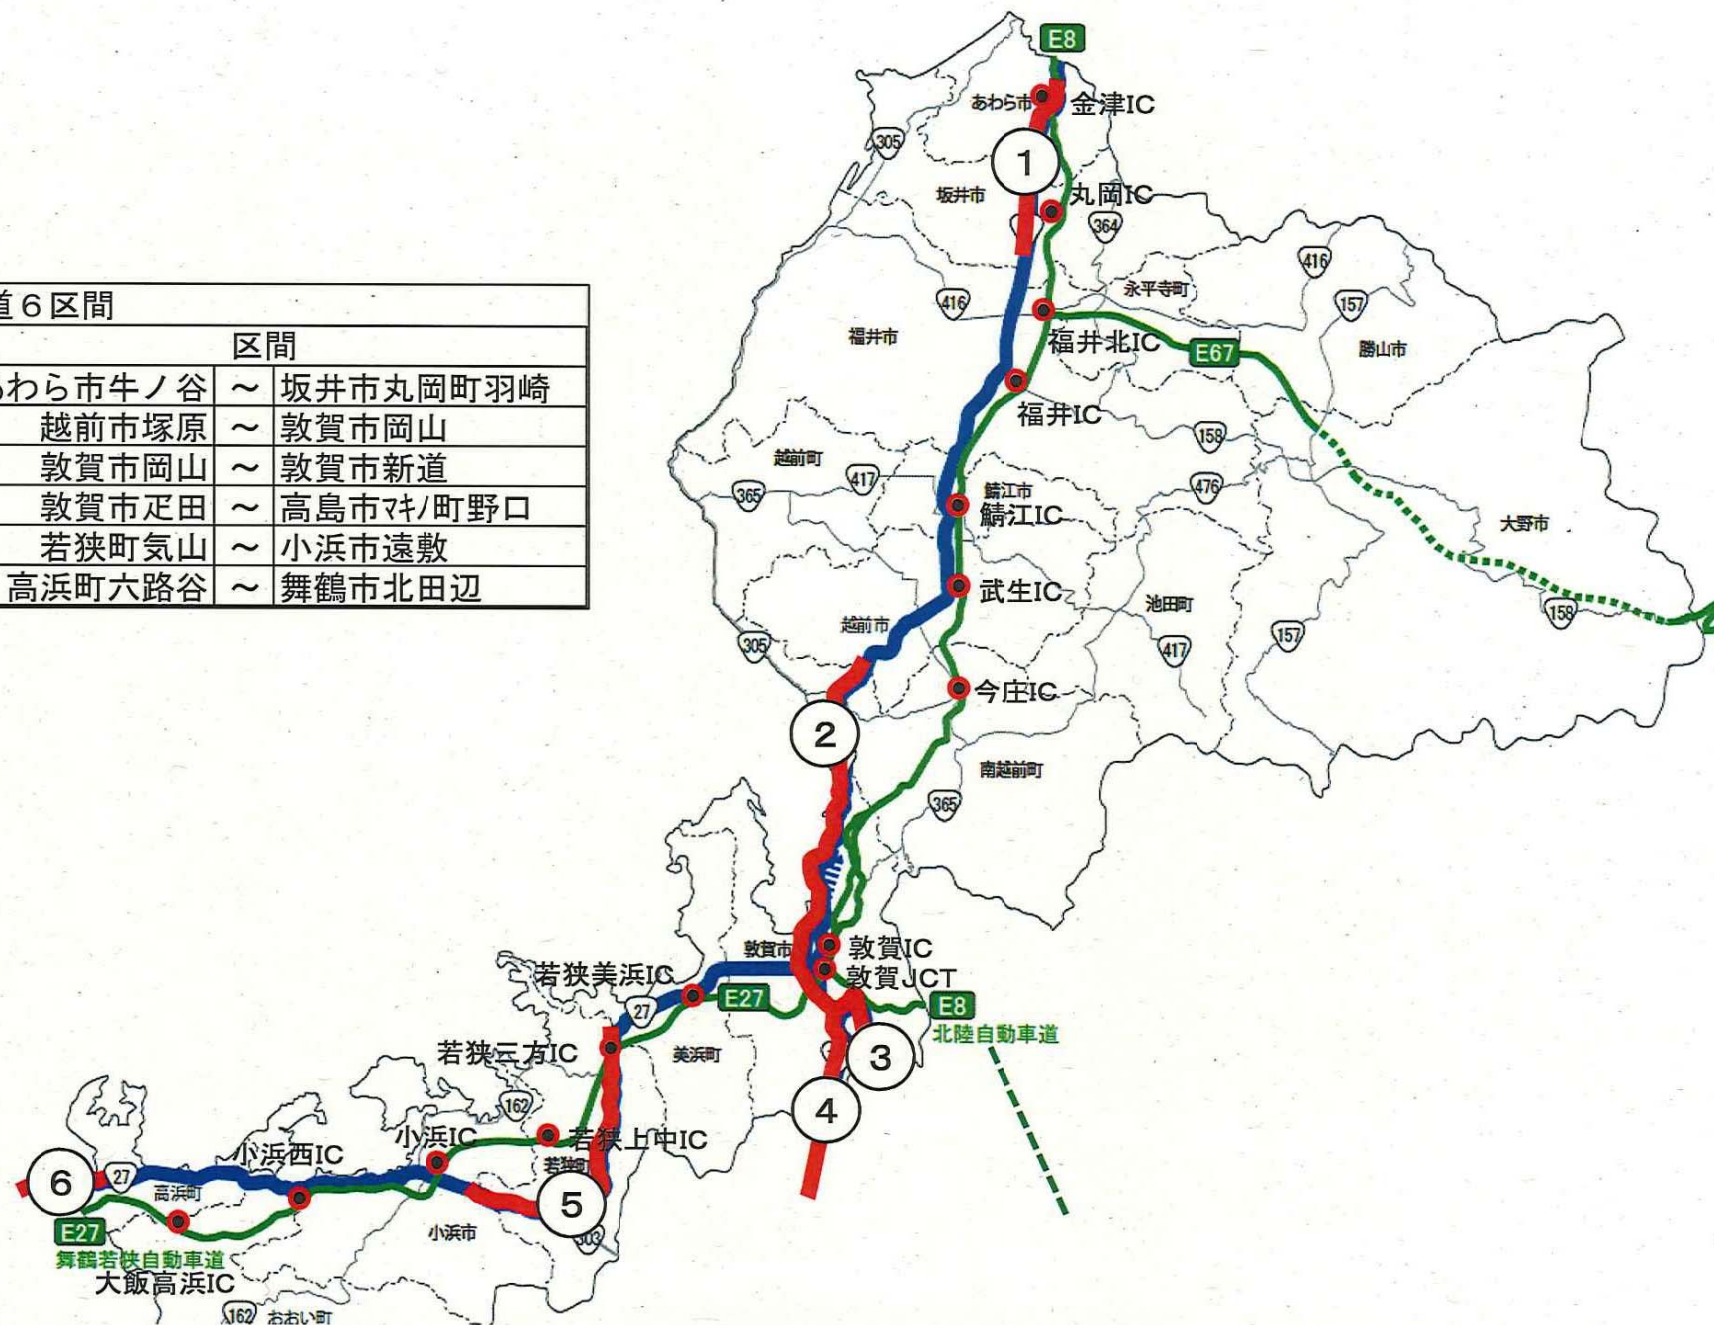 道６区間
区間
あわら市牛ノ谷 ～ 坂井市丸岡町羽崎
越前市塚原 ～ 敦賀市岡山
敦賀市岡山 ～ 敦賀市新道
敦賀市疋田 ～ 高島市ﾏｷﾉ町野口
若狭町気山 ～ 小浜市遠敷
高浜町六路谷 ～ 舞鶴市北田辺
E8
あわら市
金津IC
305
1
坂井市
丸岡IC
364
416
416
永平寺町
157
福井市
福井北IC
E67
勝山市
福井IC
158
越前町
417
365
鯖江市
476
鯖江IC
大野市
武生IC
池田町
越前市
158
305
417
157
今庄IC
2
南越前町
365
敦賀市
敦賀IC
若狭美浜IC
敦賀JCT
E27
E8
27
北陸自動車道
若狭三方IC
美浜町
3
162
4
小浜IC
若狭上中IC
小浜西IC
若狭町
6
27
高浜町
5
E27
小浜市
303
舞鶴若狭自動車道
大飯高浜IC
162
おおい町